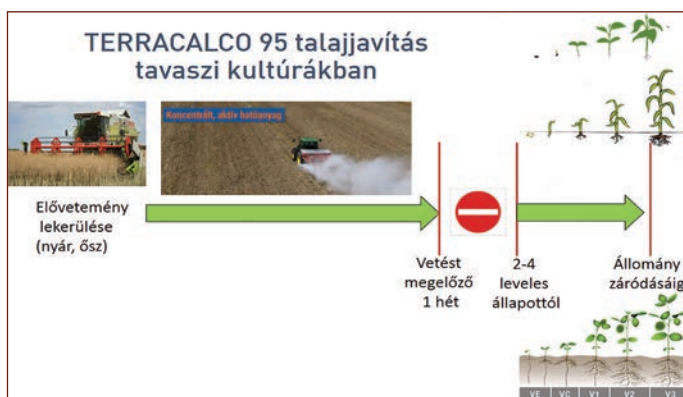 TERRACALCO 95 talajjavítás
tavaszi kultúrákban
Koncentrált, aktív hatóanyag
Elővetemény
lekerülése
(nyár, ősz)
Vetést
megelőző
1 hét
2-4
leveles
állapottól
Állomány
záródásáig
VE VC V1 V2 V3